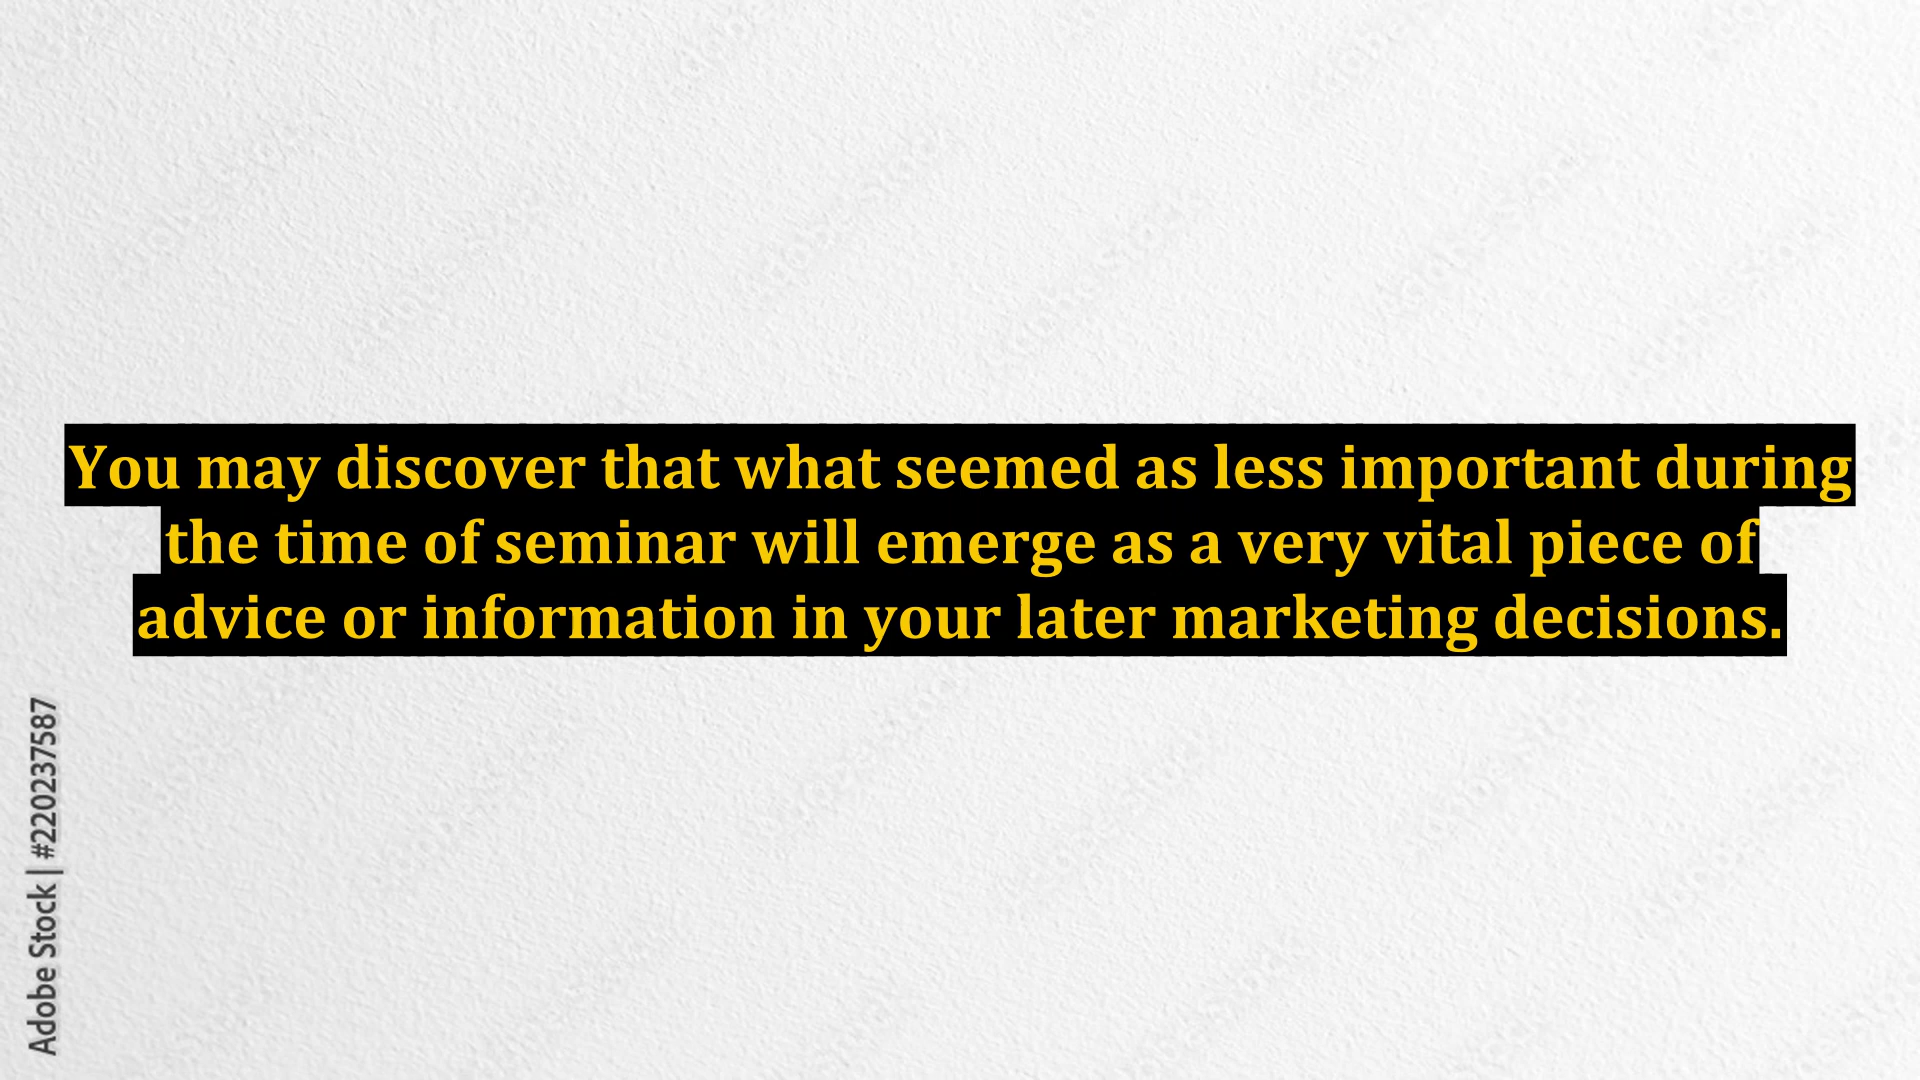 You may discover that what seemed as less important during
the time of seminar will emerge as a very vital piece of
advice or information in your later marketing decisions.
Adobe Stock | #220237587